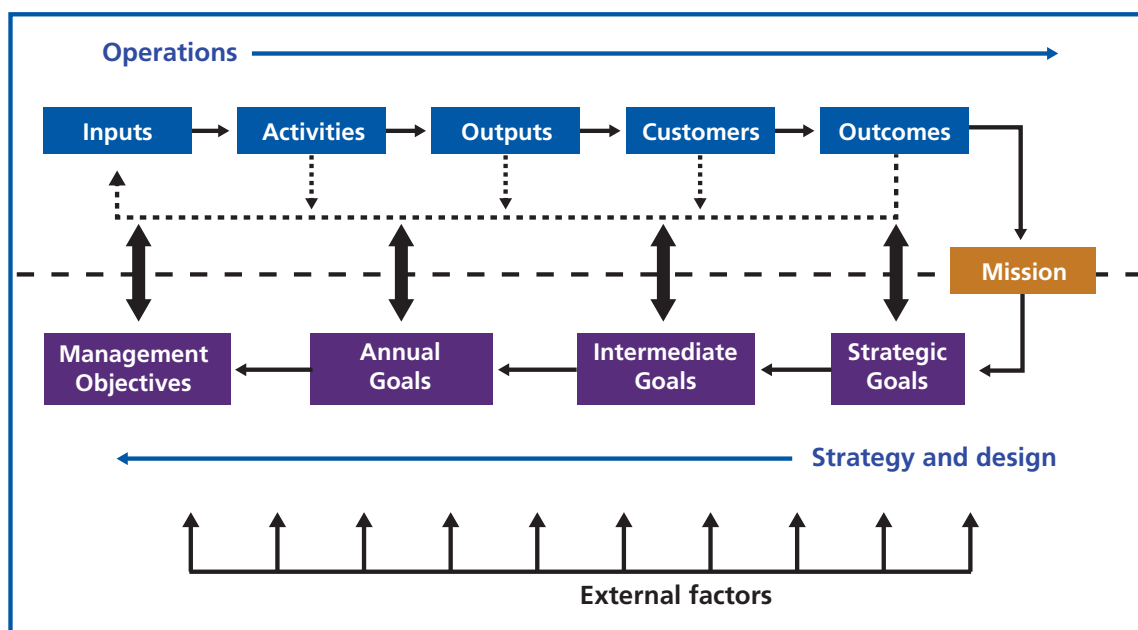 Operations
Inputs
Activities
Outputs
Customers
Outcomes
Mission
Management
Objectives
Annual
Goals
Intermediate
Goals
Strategic
Goals
Strategy and design
External factors